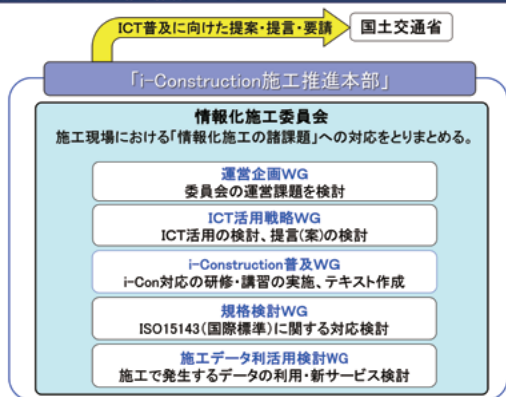 ICT普及に向けた提案・提言・要請
国土交通省
「i-Construction施工推進本部」
情報化施工委員会
施工現場における「情報化施工の諸課題」への対応をとりまとめる。
運営企画WG
委員会の運営課題を検討
ICT活用戦略WG
ICT活用の検討、提言(案)の検討
i-Construction普及WG
i-Con対応の研修・講習の実施、テキスト作成
規格検討WG
ISO15143(国際標準)に関する対応検討
施工データ利活用検討WG
施工で発生するデータの利用・新サービス検討